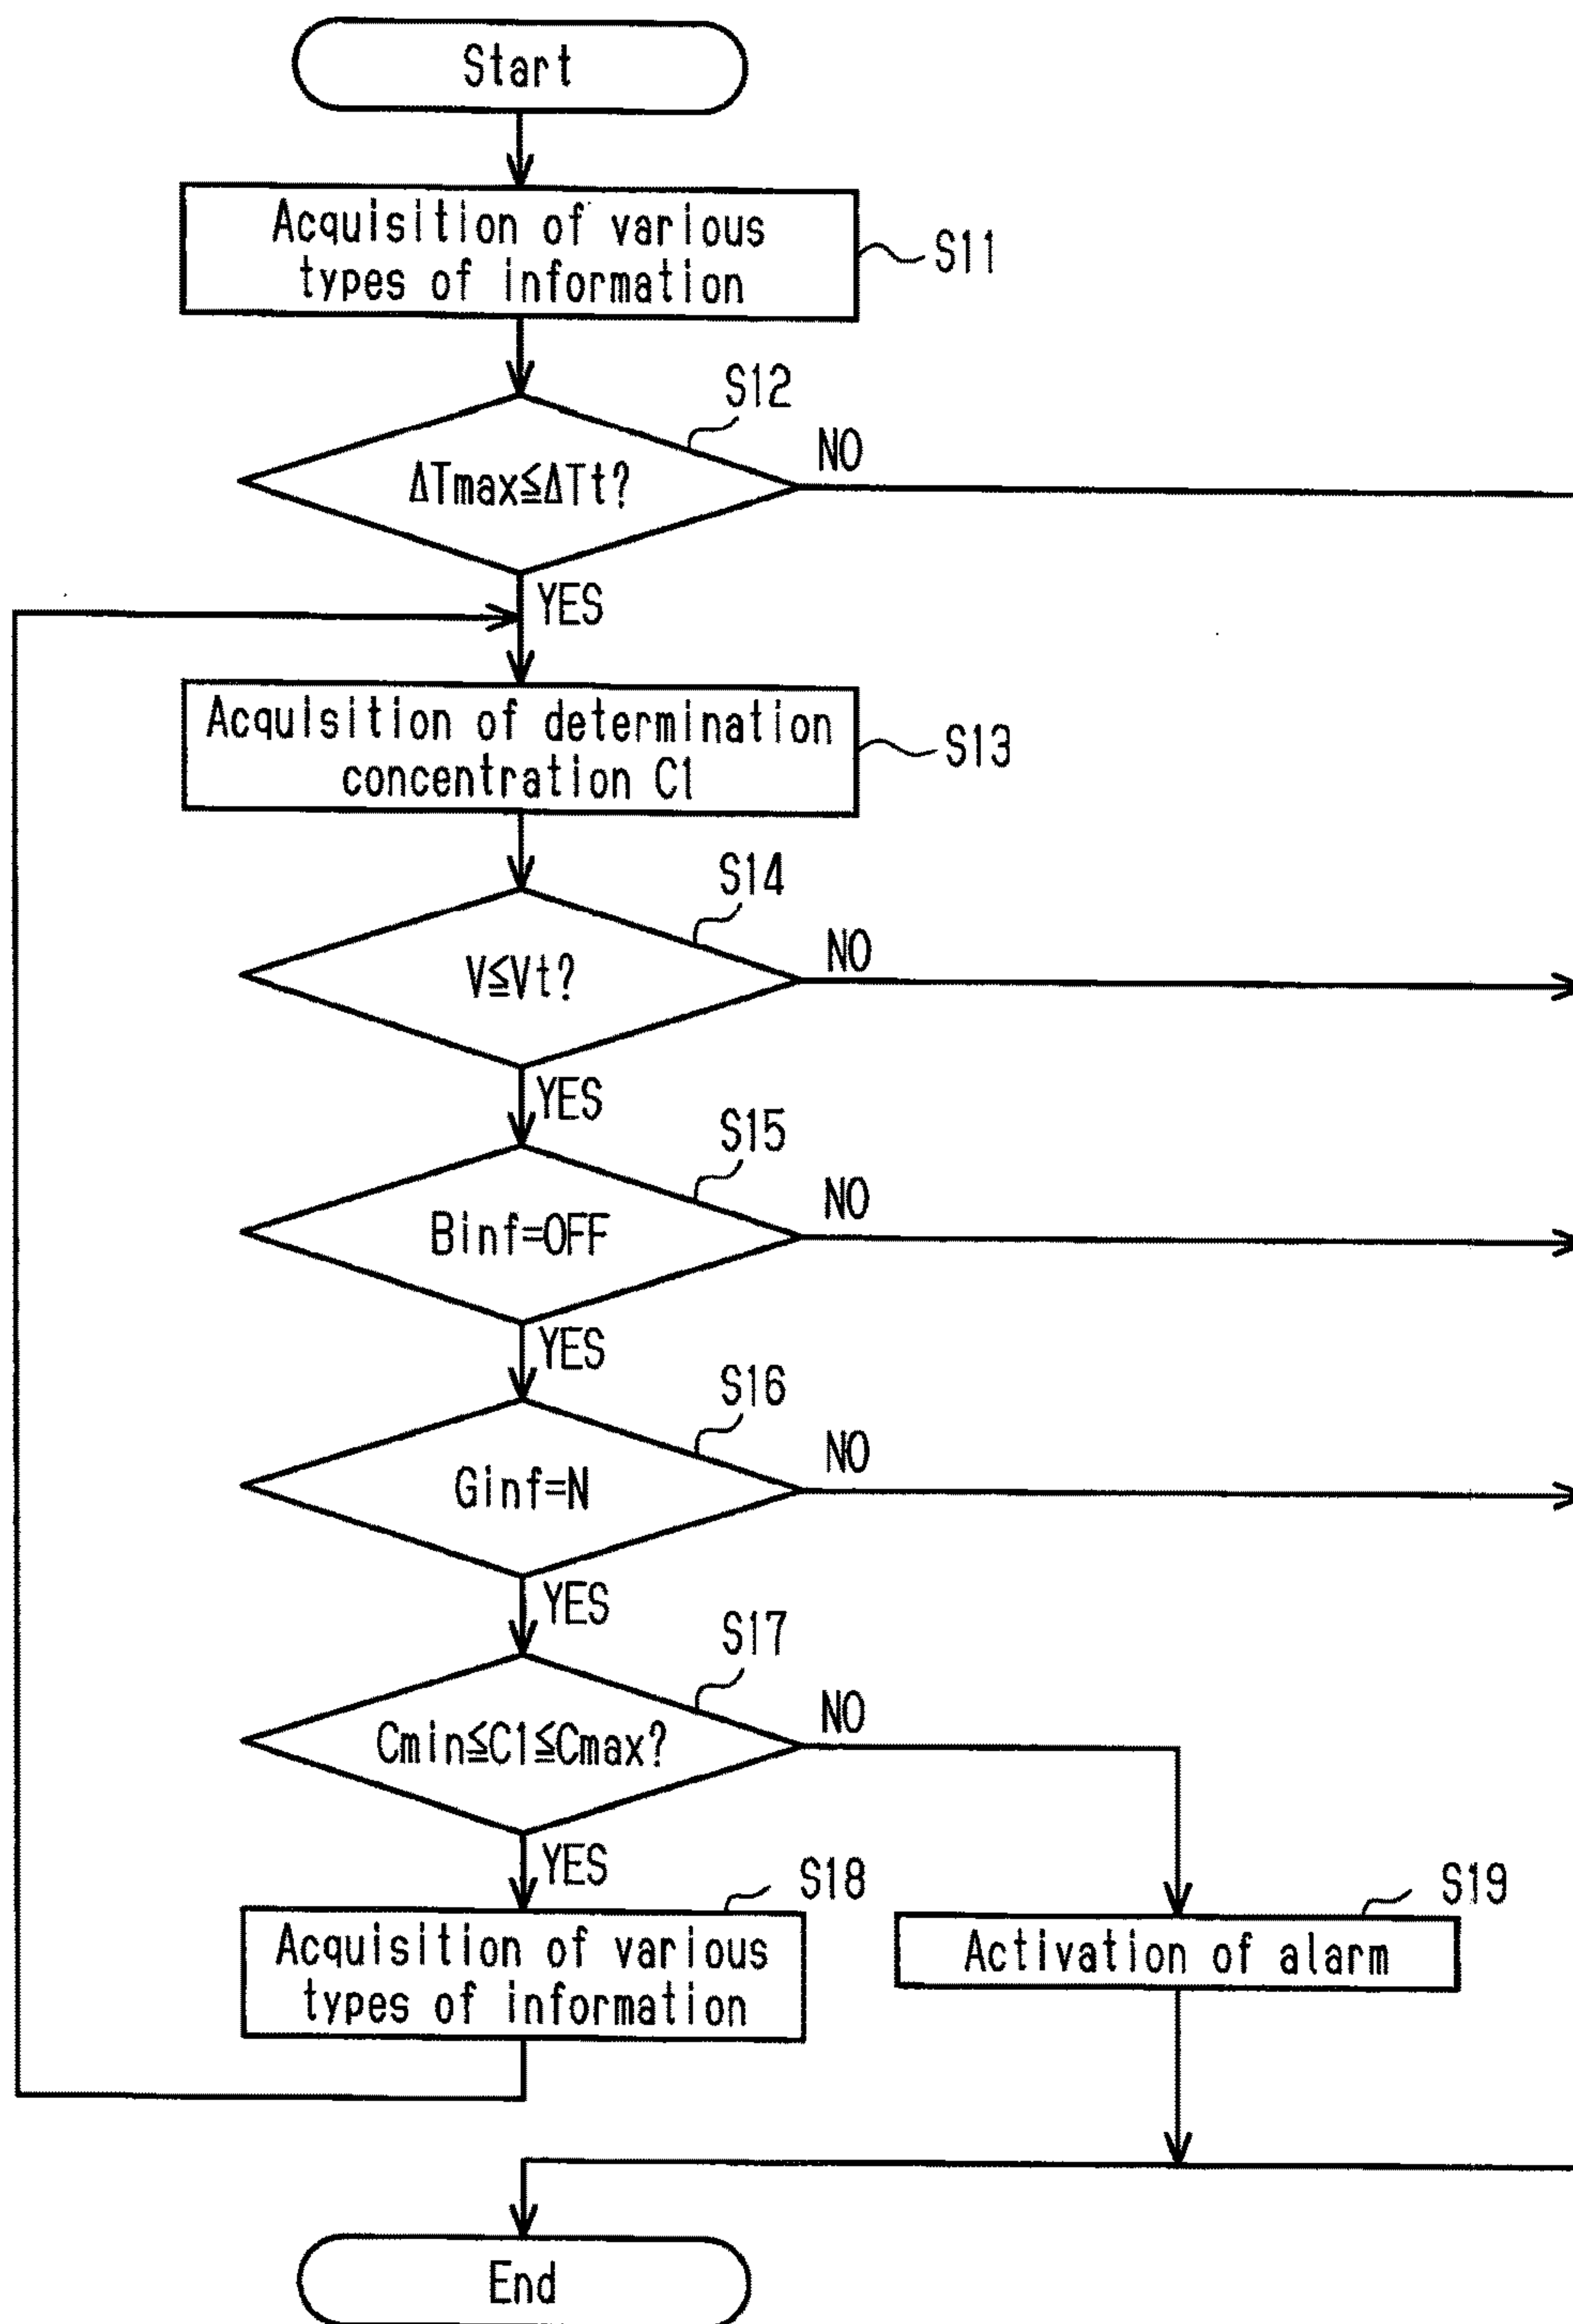 Start
Acquisition of various
types of information
S11
S12
ΔTmax≦ΔTt?
NO
YES
Acquisition of determination
concentration C1
S13
S14
V≦Vt?
NO
YES
S15
Binf=OFF
NO
YES
S16
Ginf=N
NO
YES
S17
Cmin≦C1≦Cmax?
NO
YES
S18
Acquisition of various
types of information
S19
Activation of alarm
End